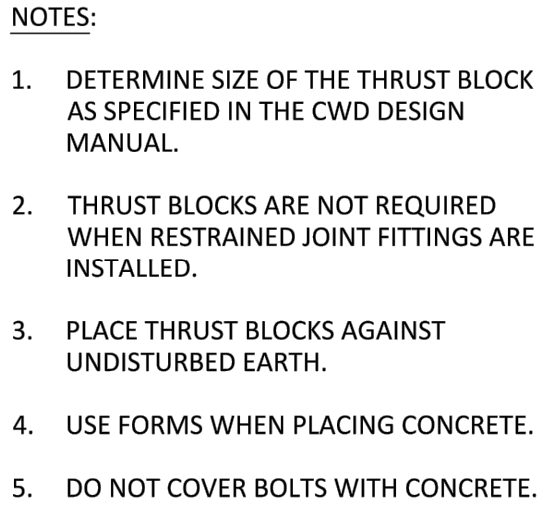 NOTES:
1. DETERMINE SIZE OF THE THRUST BLOCK
AS SPECIFIED IN THE CWD DESIGN
MANUAL.
2. THRUST BLOCKS ARE NOT REQUIRED
WHEN RESTRAINED JOINT FITTINGS ARE
INSTALLED.
3. PLACE THRUST BLOCKS AGAINST
UNDISTURBED EARTH.
4. USE FORMS WHEN PLACING CONCRETE.
5. DO NOT COVER BOLTS WITH CONCRETE.